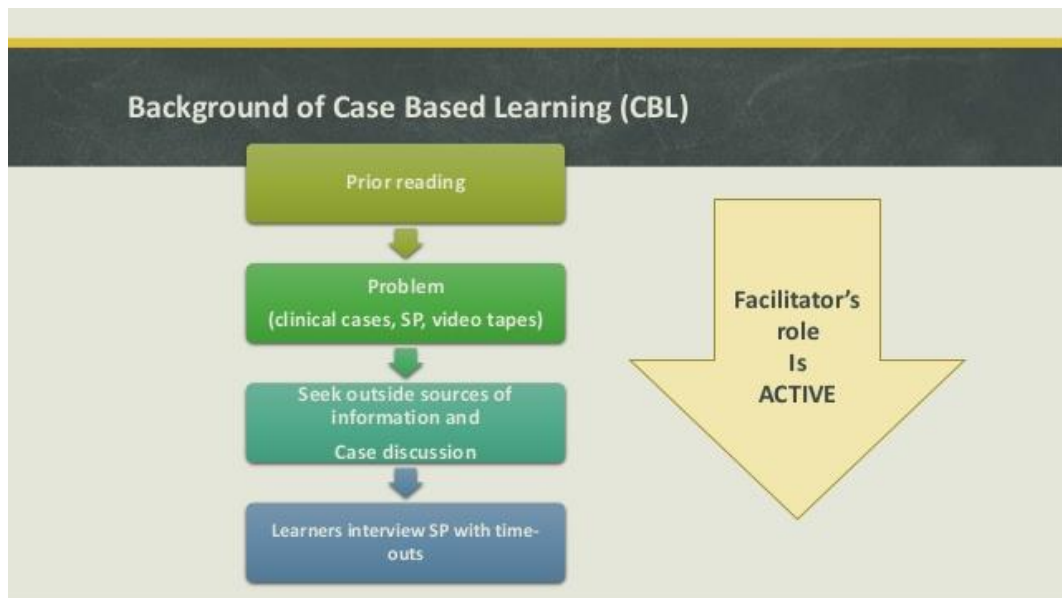 Background of Case Based Learning (CBL)
Prior reading
Problem
(clinical cases, SP, video tapes)
Seek outside sources of
information and
Case discussion
Learners interview SP with time-
outs
Facilitator’s
role
Is
ACTIVE